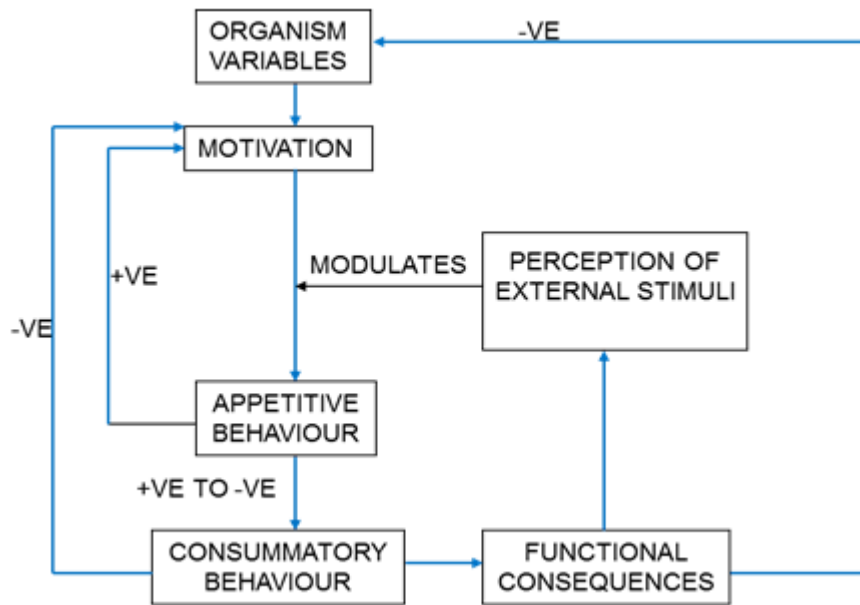 ORGANISM
VARIABLES
-VE
MOTIVATION
MODULATES
PERCEPTION OF
EXTERNAL STIMULI
+VE
-VE
APPETITIVE
BEHAVIOUR
+VE TO -VE
CONSUMMATORY
BEHAVIOUR
FUNCTIONAL
CONSEQUENCES